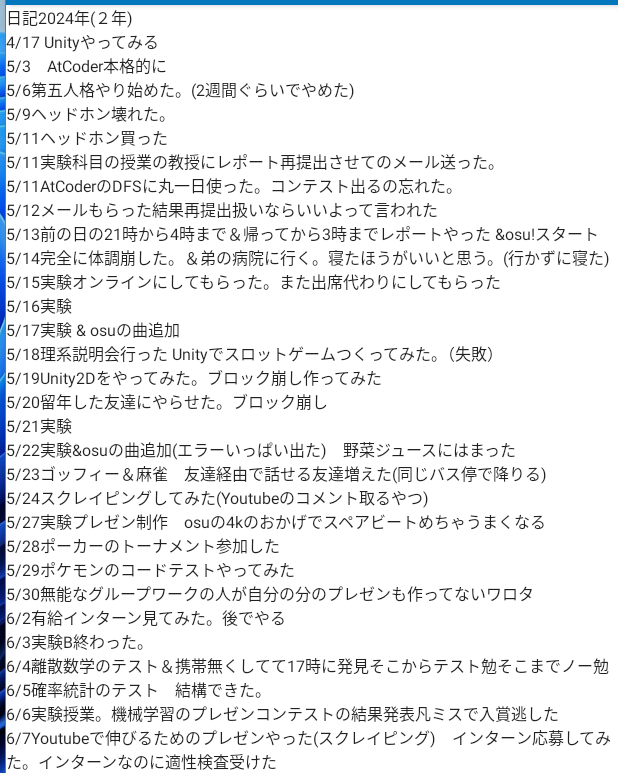 日記2024年(２年)
4/17 Unityやってみる
5/3　AtCoder本格的に
5/6第五人格やり始めた。(2週間ぐらいでやめた)
5/9ヘッドホン壊れた。
5/11ヘッドホン買った
5/11実験科目の授業の教授にレポート再提出させてのメール送った。
5/11AtCoderのDFSに丸一日使った。コンテスト出るの忘れた。
5/12メールもらった結果再提出扱いならいいよって言われた
5/13前の日の21時から4時まで＆帰ってから3時までレポートやった &osu!スタート
5/14完全に体調崩した。＆弟の病院に行く。寝たほうがいいと思う。(行かずに寝た)
5/15実験オンラインにしてもらった。また出席代わりにしてもらった
5/16実験
5/17実験 & osuの曲追加
5/18理系説明会行った Unityでスロットゲームつくってみた。（失敗）
5/19Unity2Dをやってみた。ブロック崩し作ってみた
5/20留年した友達にやらせた。ブロック崩し
5/21実験
5/22実験&osuの曲追加(エラーいっぱい出た)　野菜ジュースにはまった
5/23ゴッフィー＆麻雀　友達経由で話せる友達増えた(同じバス停で降りる)
5/24スクレイピングしてみた(Youtubeのコメント取るやつ)
5/27実験プレゼン制作　osuの4kのおかげでスペアビートめちゃうまくなる
5/28ポーカーのトーナメント参加した
5/29ポケモンのコードテストやってみた
5/30無能なグループワークの人が自分の分のプレゼンも作ってないワロタ
6/2有給インターン見てみた。後でやる
6/3実験B終わった。
6/4離散数学のテスト＆携帯無くしてて17時に発見そこからテスト勉そこまでノー勉
6/5確率統計のテスト　結構できた。
6/6実験授業。機械学習のプレゼンコンテストの結果発表凡ミスで入賞逃した
6/7Youtubeで伸びるためのプレゼンやった(スクレイピング)　インターン応募してみ
た。インターンなのに適性検査受けた